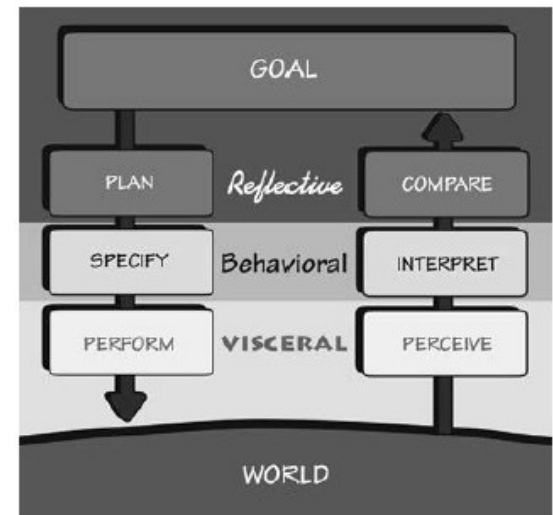 GOAL
PLAN
Reflective
COMPARE
SPECIFY
Behavioral
INTERPRET
PERFORM
VISCERAL
PERCEIVE
WORLD